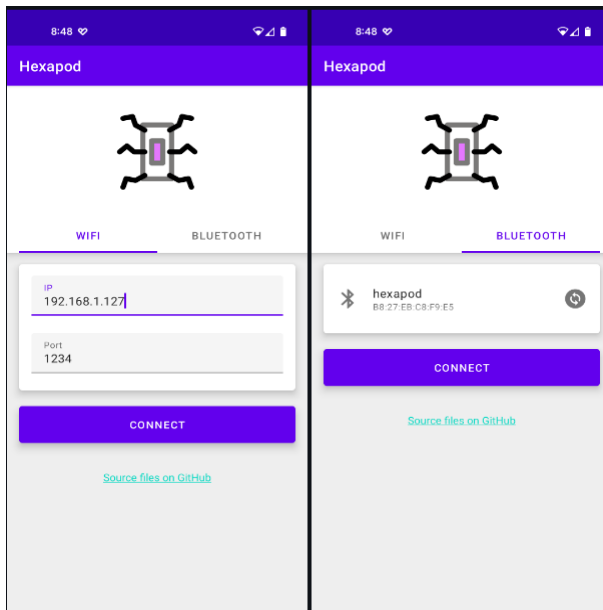 8:48
Hexapod
WIFI
BLUETOOTH
IP
192.168.1.127
Port
1234
CONNECT
Source files on GitHub
8:48
Hexapod
WIFI
BLUETOOTH
hexapod
B8:27:EB:C8:F9:E5
CONNECT
Source files on GitHub